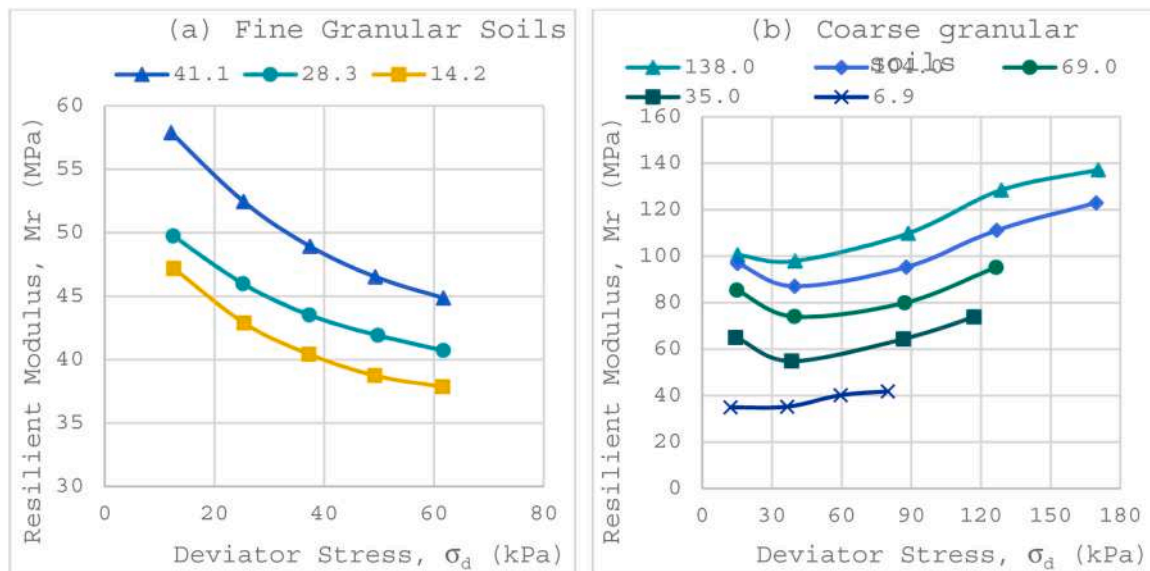 (a) Fine Granular Soils
41.1 28.3 14.2
60
55
50
45
40
35
30
0 20 40 60 80
Resilient Modulus, Mr (MPa)
Deviator Stress, σd (kPa)
(b) Coarse granular
soils
138.0 104.0 69.0
35.0 6.9
160
140
120
100
80
60
40
20
0
0 30 60 90 120 150 180
Resilient Modulus, Mr (MPa)
Deviator Stress, σd (kPa)